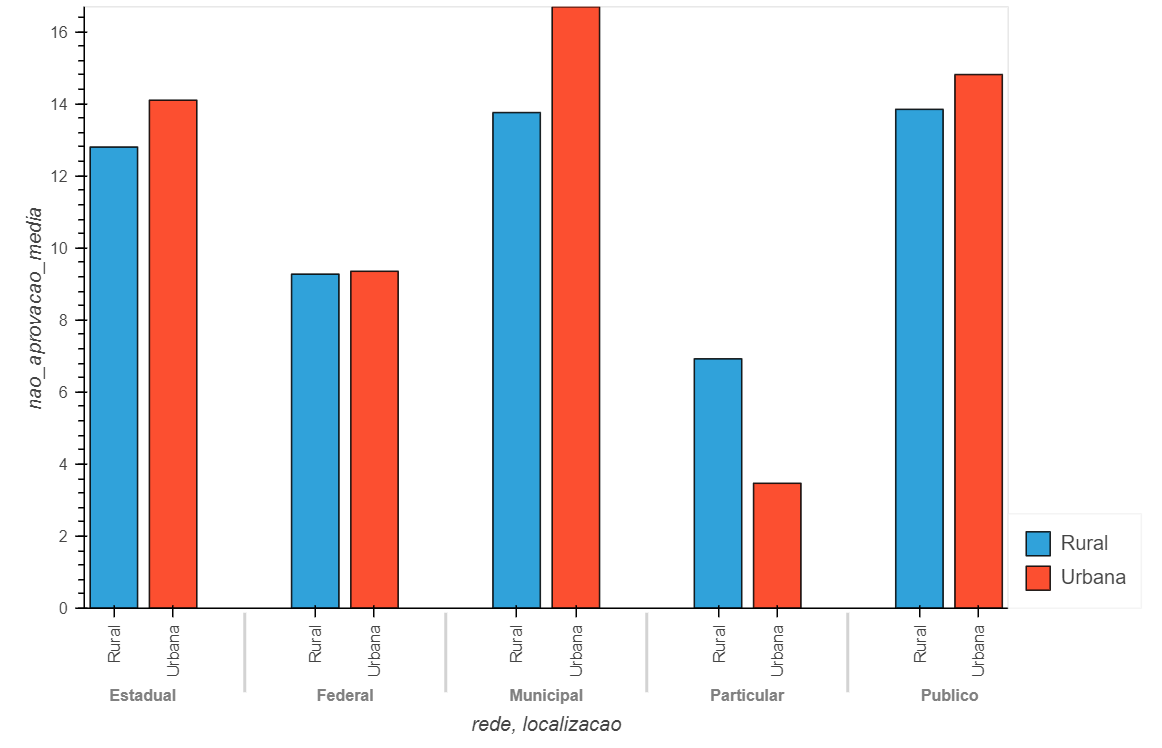 16
14
12
10
8
6
4
2
0
nao_aprovacao_media
Rural Urbana Rural Urbana Rural Urbana Rural Urbana Rural Urbana
Estadual Federal Municipal Particular Publico
rede, localizacao
Rural
Urbana